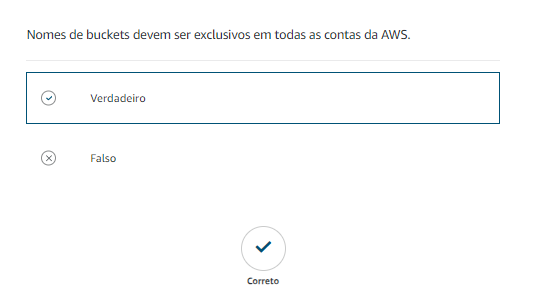 Nomes de buckets devem ser exclusivos em todas as contas da AWS.
Verdadeiro
Falso
Correto